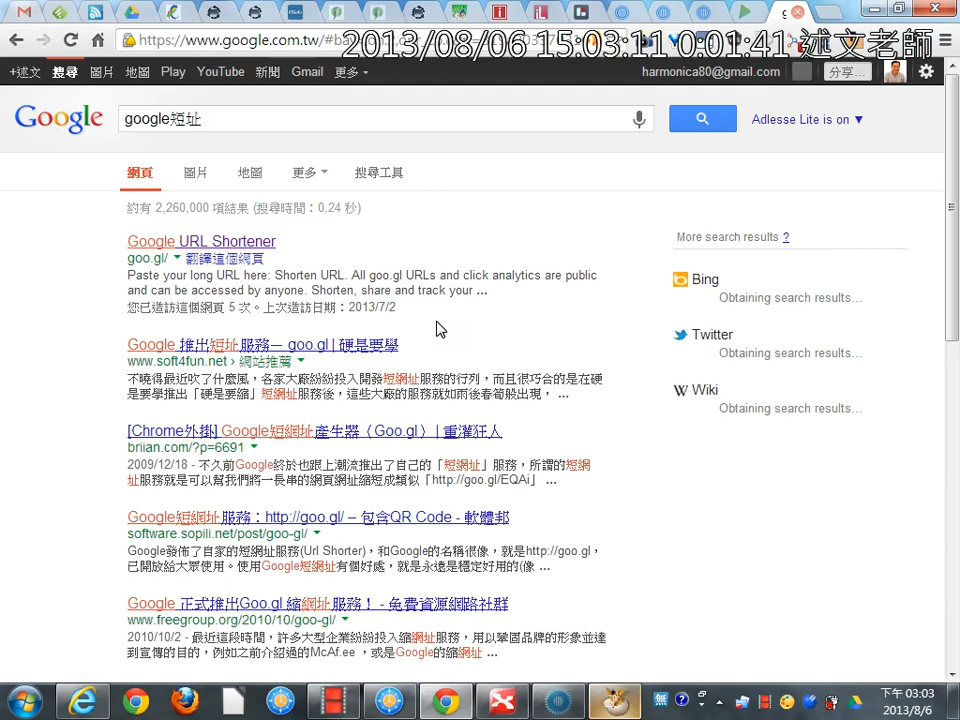 https://www.google.com.tw/#ba
2013/08/06 15:03:11 0:01:41 述文老師
+述文 搜尋 圖片 地圖 Play YouTube 新聞 Gmail 更多
harmonica80@gmail.com 分享...
Google google短址 Adlesse Lite is on ▼
網頁 圖片 地圖 更多 搜尋工具
約有 2,260,000 項結果 (搜尋時間：0.24 秒)
Google URL Shortener
goo.gl/ 翻譯這個網頁
Paste your long URL here: Shorten URL. All goo.gl URLs and click analytics are public
and can be accessed by anyone. Shorten, share and track your ...
您已造訪這個網頁 5 次。上次造訪日期：2013/7/2
Google 推出短址服務— goo.gl | 硬是要學
www.soft4fun.net › 網站推薦
不曉得最近吹了什麼風，各家大廠紛紛投入開發短網址服務的行列，而且很巧合的是在硬
是要學推出「硬是要縮」短網址服務後，這些大廠的服務就如雨後春筍般出現， ...
[Chrome外掛] Google短網址產生器（Goo.gl） | 重灌狂人
briian.com/?p=6691
2009/12/18 - 不久前Google終於也跟上潮流推出了自己的「短網址」服務，所謂的短網
址服務就是可以幫我們將一長串的網頁網址縮短成類似「http://goo.gl/EQAi」 ...
Google短網址服務：http://goo.gl/ – 包含QR Code - 軟體邦
software.sopili.net/post/goo-gl/
Google發佈了自家的短網址服務(Url Shorter)，和Google的名稱很像，就是http://goo.gl，
已開放給大眾使用。使用Google短網址有個好處，就是永遠是穩定好用的(像 ...
Google 正式推出Goo.gl 縮網址服務！ - 免費資源網路社群
www.freegroup.org/2010/10/goo-gl/
2010/10/2 - 最近這段時間，許多大型企業紛紛投入縮網址服務，用以鞏固品牌的形象並達
到宣傳的目的，例如之前介紹過的McAf.ee ，或是Google的縮網址 ...
More search results ?
Bing
Obtaining search results...
Twitter
Obtaining search results...
W Wiki
Obtaining search results...
下午 03:03
2013/8/6